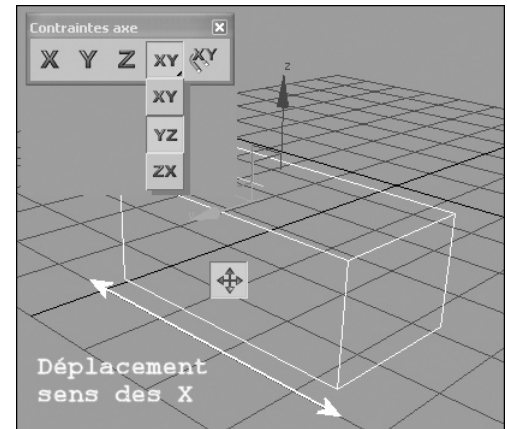 Contraintes axe
X Y Z XY XY
XY
YZ
ZX
z
Déplacement
sens des X